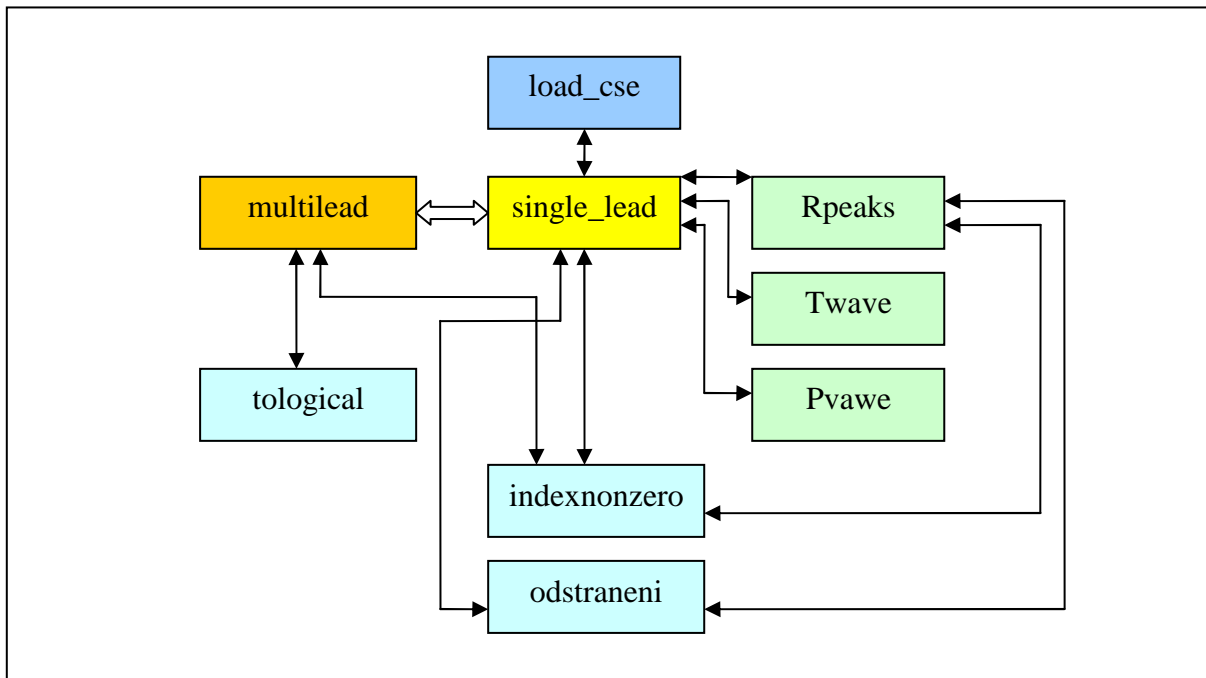 load_cse
multilead
single_lead
Rpeaks
Twave
tological
Pvawe
indexnonzero
odstraneni